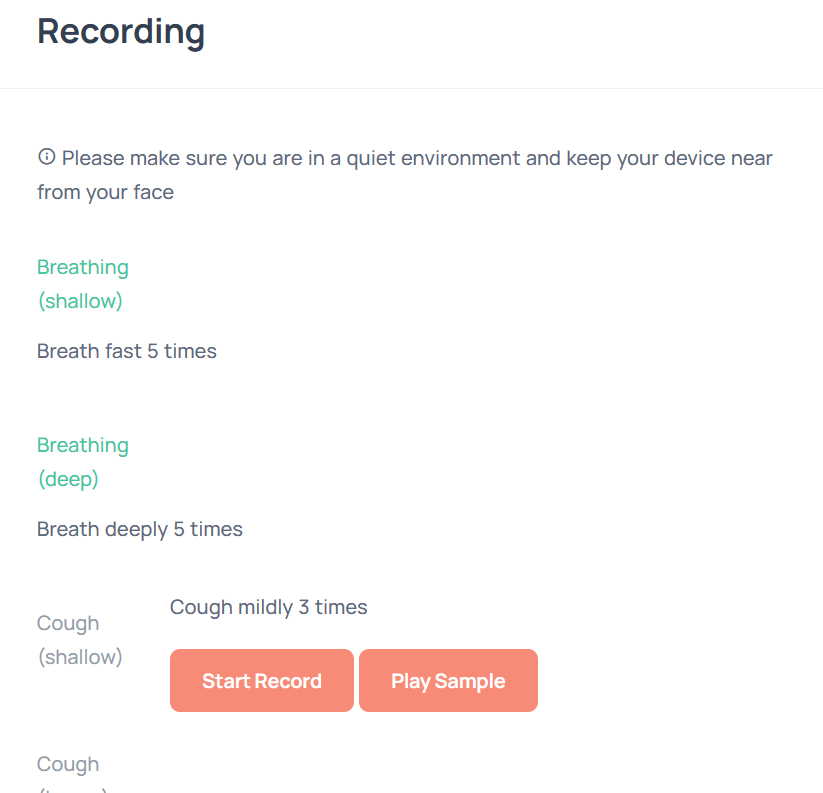 Recording
Please make sure you are in a quiet environment and keep your device near
from your face
Breathing
(shallow)
Breath fast 5 times
Breathing
(deep)
Breath deeply 5 times
Cough mildly 3 times
Cough
(shallow)
Start Record
Play Sample
Cough